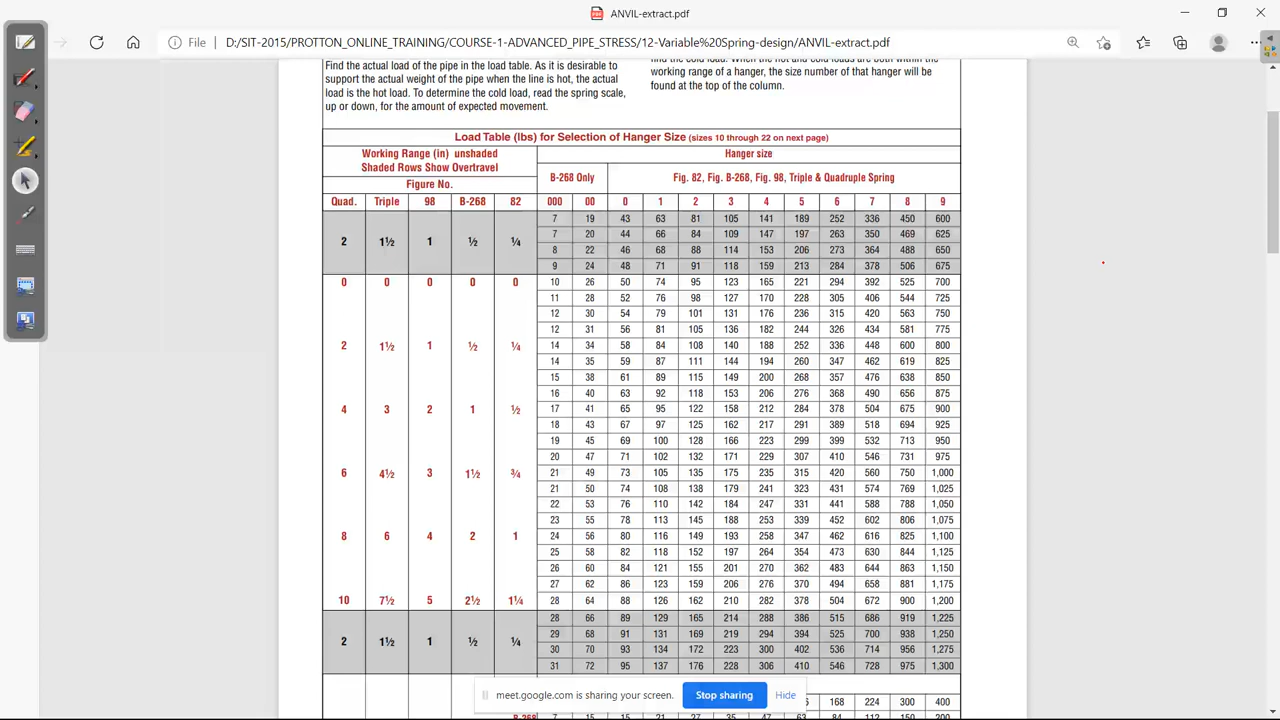 ANVIL-extract.pdf
File D:/SIT-2015/PROTTON_ONLINE_TRAINING/COURSE-1-ADVANCED_PIPE_STRESS/12-Variable%20Spring-design/ANVIL-extract.pdf
Find the actual load of the pipe in the load table. As it is desirable to
support the actual weight of the pipe when the line is hot, the actual
load is the hot load. To determine the cold load, read the spring scale,
up or down, for the amount of expected movement.
working range of a hanger, the size number of that hanger will be
found at the top of the column.
Load Table (lbs) for Selection of Hanger Size (sizes 10 through 22 on next page)
Working Range (in) unshaded
Shaded Rows Show Overtravel
Hanger size
Figure No.
B-268 Only
Fig. 82, Fig. B-268, Fig. 98, Triple & Quadruple Spring
Quad. Triple 98 B-268 82 000 00 0 1 2 3 4 5 6 7 8 9
7 19 43 63 81 105 141 189 252 336 450 600
7 20 44 66 84 109 147 197 263 350 469 625
2 1½ 1 ½ ¼
8 22 46 68 88 114 153 206 273 364 488 650
9 24 48 71 91 118 159 213 284 378 506 675
0 0 0 0 0 10 26 50 74 95 123 165 221 294 392 525 700
11 28 52 76 98 127 170 228 305 406 544 725
12 30 54 79 101 131 176 236 315 420 563 750
12 31 56 81 105 136 182 244 326 434 581 775
2 1½ 1 ½ ¼ 14 34 58 84 108 140 188 252 336 448 600 800
14 35 59 87 111 144 194 260 347 462 619 825
15 38 61 89 115 149 200 268 357 476 638 850
16 40 63 92 118 153 206 276 368 490 656 875
4 3 2 1 ½ 17 41 65 95 122 158 212 284 378 504 675 900
18 43 67 97 125 162 217 291 389 518 694 925
19 45 69 100 128 166 223 299 399 532 713 950
20 47 71 102 132 171 229 307 410 546 731 975
6 4½ 3 1½ ¾ 21 49 73 105 135 175 235 315 420 560 750 1,000
21 50 74 108 138 179 241 323 431 574 769 1,025
22 53 76 110 142 184 247 331 441 588 788 1,050
23 55 78 113 145 188 253 339 452 602 806 1,075
8 6 4 2 1 24 56 80 116 149 193 258 347 462 616 825 1,100
25 58 82 118 152 197 264 354 473 630 844 1,125
26 60 84 121 155 201 270 362 483 644 863 1,150
27 62 86 123 159 206 276 370 494 658 881 1,175
10 7½ 5 2½ 1¼ 28 64 88 126 162 210 282 378 504 672 900 1,200
28 66 89 129 165 214 288 386 515 686 919 1,225
29 68 91 131 169 219 294 394 525 700 938 1,250
2 1½ 1 ½ ¼
30 70 93 134 172 223 300 402 536 714 956 1,275
31 72 95 137 176 228 306 410 546 728 975 1,300
meet.google.com is sharing your screen. Stop sharing Hide
168 224 300 400